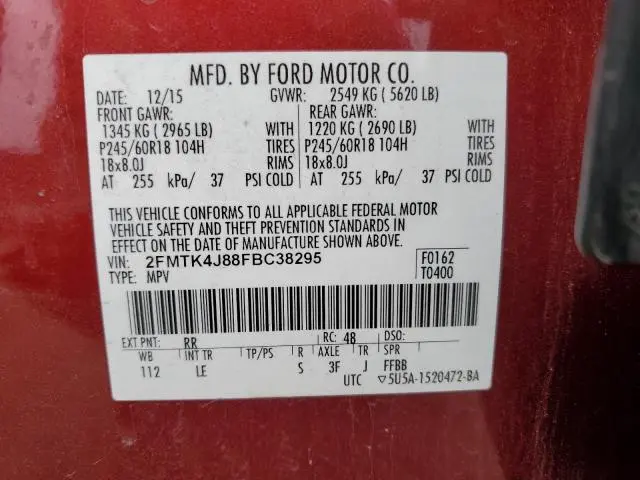 MFD. BY FORD MOTOR CO.
DATE: 12/15 GVWR: 2549 KG ( 5620 LB)
FRONT GAWR: REAR GAWR:
1345 KG ( 2965 LB) WITH 1220 KG ( 2690 LB) WITH
P245/60R18 104H TIRES P245/60R18 104H TIRES
18x8.0J RIMS 18x8.0J RIMS
AT 255 kPa/ 37 PSI COLD AT 255 kPa/ 37 PSI COLD
THIS VEHICLE CONFORMS TO ALL APPLICABLE FEDERAL MOTOR
VEHICLE SAFETY AND THEFT PREVENTION STANDARDS IN
EFFECT ON THE DATE OF MANUFACTURE SHOWN ABOVE.
VIN: 2FMTK4J88FBC38295 F0162
TYPE: MPV T0400
EXT PNT: RR RC: 48 DSO:
WB INT TR TP/PS R AXLE TR SPR
112 LE S 3F J FFBB
UTC ▽5U5A-1520472-BA